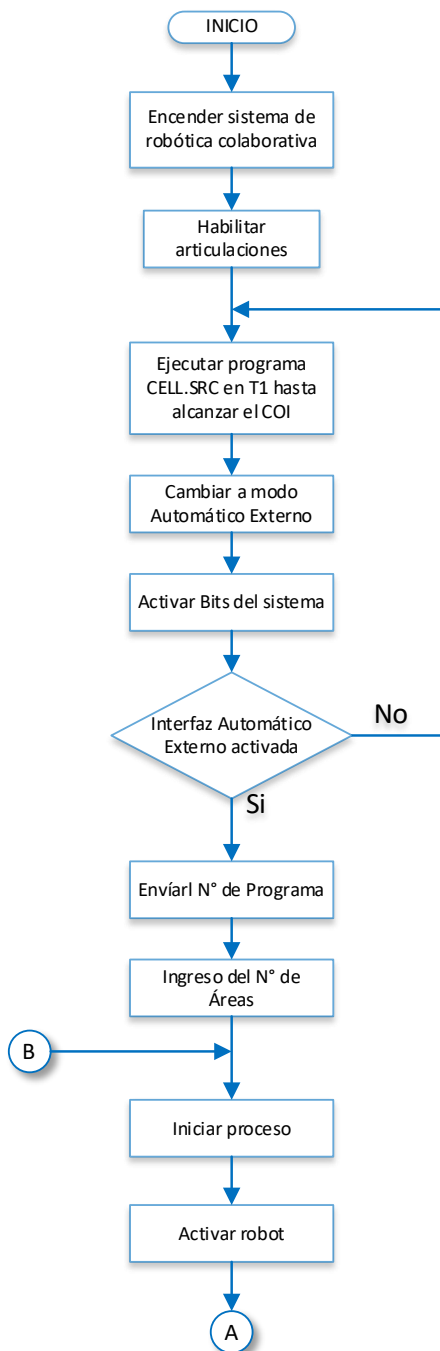 INICIO
Encender sistema de
robótica colaborativa
Habilitar
articulaciones
Ejecutar programa
CELL.SRC en T1 hasta
alcanzar el COI
Cambiar a modo
Automático Externo
Activar Bits del sistema
Interfaz Automático
Externo activada
No
Si
Envíarl N° de Programa
Ingreso del N° de
Áreas
B
Iniciar proceso
Activar robot
A